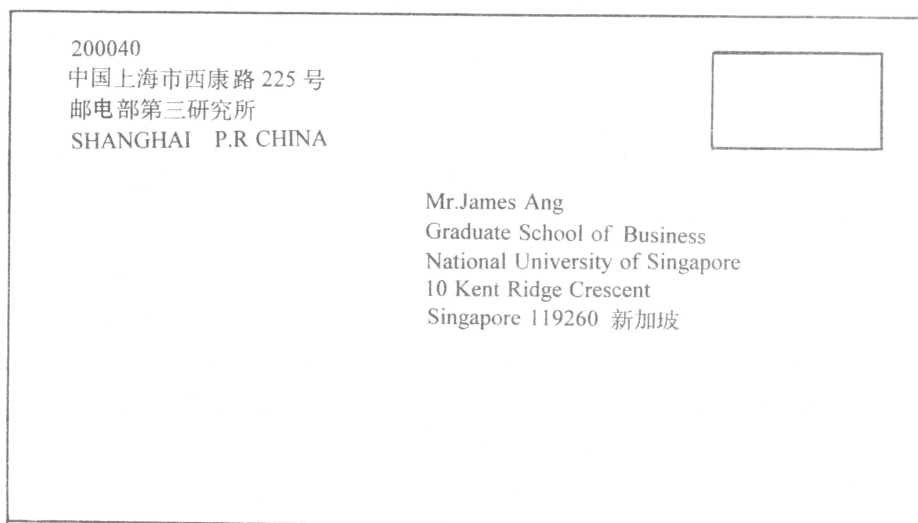 200040
中国上海市西康路 225 号
邮电部第三研究所
SHANGHAI P.R CHINA
Mr.James Ang
Graduate School of Business
National University of Singapore
10 Kent Ridge Crescent
Singapore 119260 新加坡